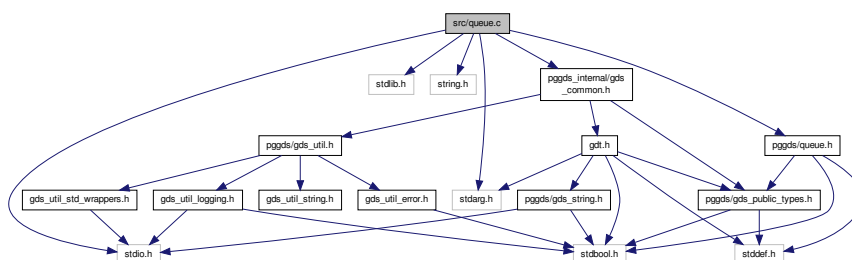 src/queue.c
stdlib.h
string.h
pggds_internal/gds
_common.h
pggds/gds_util.h
gdt.h
pggds/queue.h
gds_util_std_wrappers.h
gds_util_logging.h
gds_util_string.h
gds_util_error.h
stdarg.h
pggds/gds_string.h
pggds/gds_public_types.h
stdio.h
stdbool.h
stddef.h